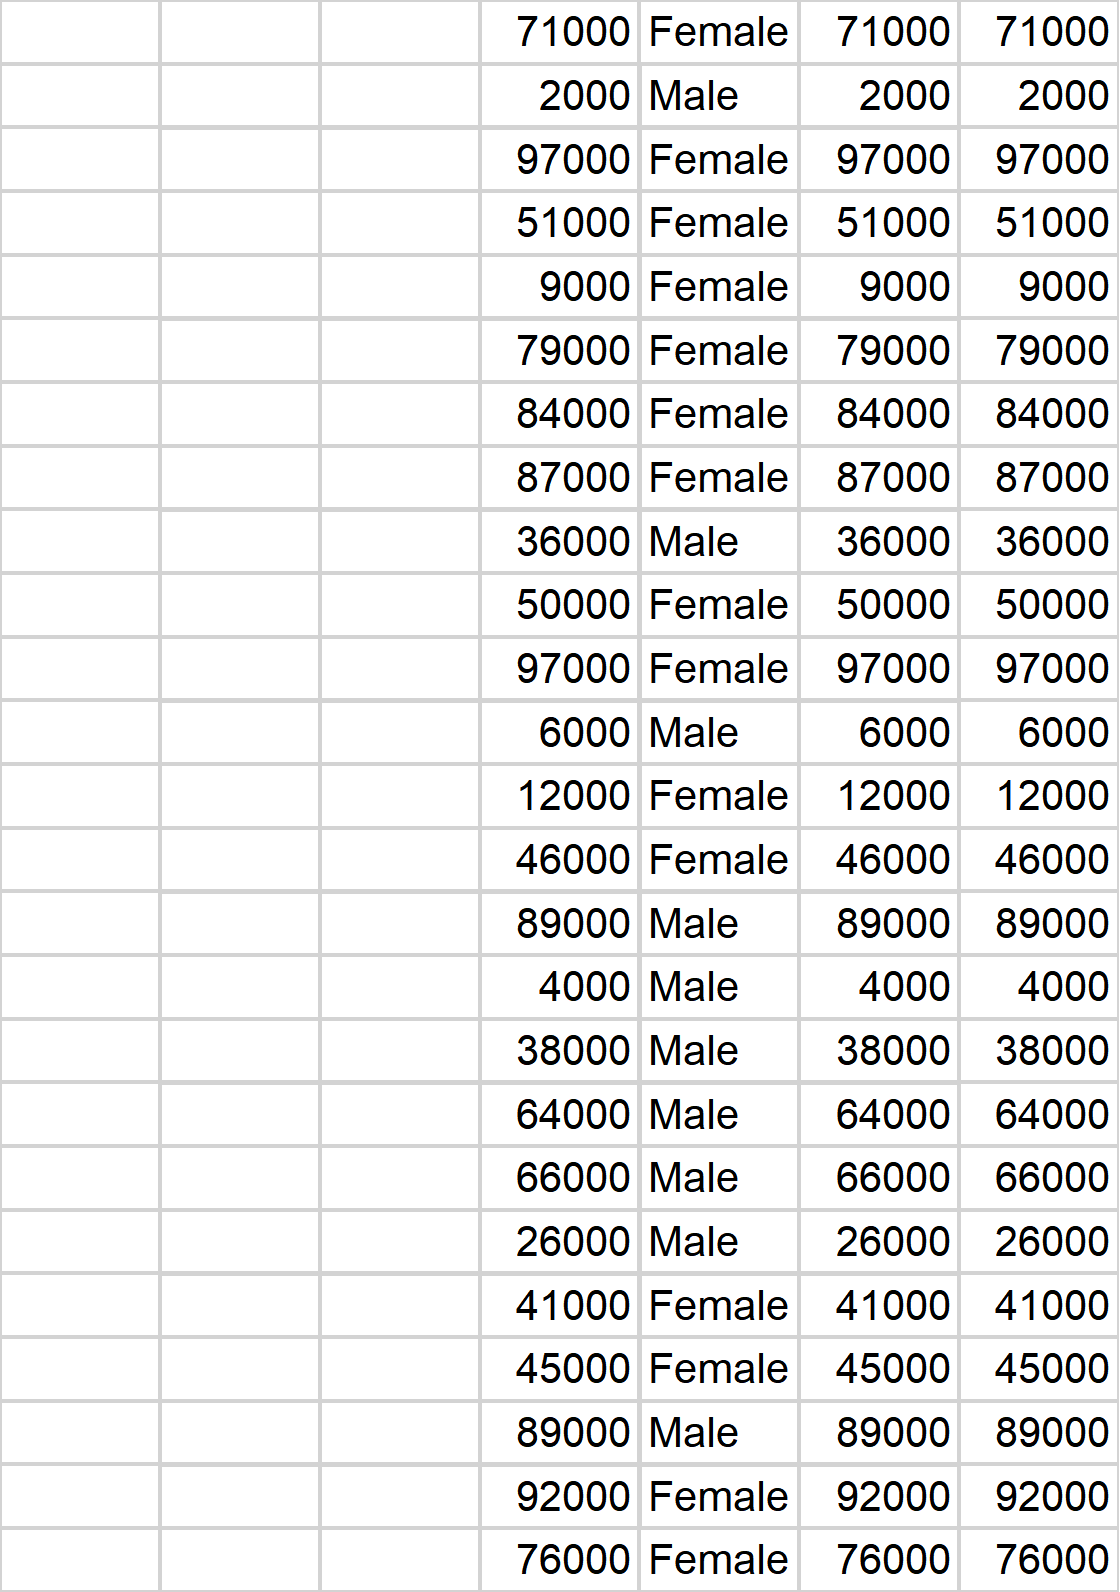 71000 Female 71000 71000
2000 Male 2000 2000
97000 Female 97000 97000
51000 Female 51000 51000
9000 Female 9000 9000
79000 Female 79000 79000
84000 Female 84000 84000
87000 Female 87000 87000
36000 Male 36000 36000
50000 Female 50000 50000
97000 Female 97000 97000
6000 Male 6000 6000
12000 Female 12000 12000
46000 Female 46000 46000
89000 Male 89000 89000
4000 Male 4000 4000
38000 Male 38000 38000
64000 Male 64000 64000
66000 Male 66000 66000
26000 Male 26000 26000
41000 Female 41000 41000
45000 Female 45000 45000
89000 Male 89000 89000
92000 Female 92000 92000
76000 Female 76000 76000